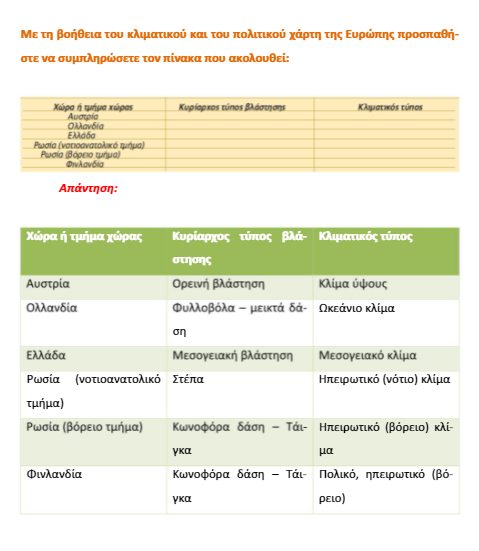 Με τη βοήθεια του κλιματικού και του πολιτικού χάρτη της Ευρώπης προσπαθή-
στε να συμπληρώσετε τον πίνακα που ακολουθεί:
Χώρα ή τμήμα χώρας Κυρίαρχος τύπος βλάστησης Κλιματικός τύπος
Αυστρία
Ολλανδία
Ελλάδα
Ρωσία (νοτιοανατολικό τμήμα)
Ρωσία (βόρειο τμήμα)
Φινλανδία
Απάντηση:
Χώρα ή τμήμα χώρας Κυρίαρχος τύπος βλά- Κλιματικός τύπος
στησης
Αυστρία Ορεινή βλάστηση Κλίμα ύψους
Ολλανδία Φυλλοβόλα – μεικτά δά- Ωκεάνιο κλίμα
ση
Ελλάδα Μεσογειακή βλάστηση Μεσογειακό κλίμα
Ρωσία (νοτιοανατολικό Στέπα Ηπειρωτικό (νότιο) κλίμα
τμήμα)
Ρωσία (βόρειο τμήμα) Κωνοφόρα δάση – Τάι- Ηπειρωτικό (βόρειο) κλί-
γκα μα
Φινλανδία Κωνοφόρα δάση – Τάι- Πολικό, ηπειρωτικό (βό-
γκα ρειο)